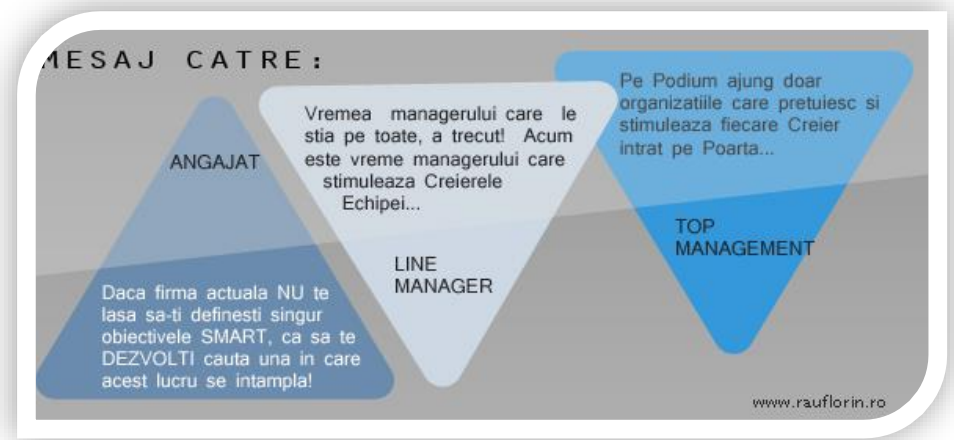 MESAJ CATRE:
ANGAJAT
Daca firma actuala NU te
lasa sa-ti definesti singur
obiectivele SMART, ca sa te
DEZVOLTI cauta una in care
acest lucru se intampla!
Vremea managerului care le
stia pe toate, a trecut! Acum
este vreme managerului care
stimuleaza Creierele
Echipei...
LINE
MANAGER
Pe Podium ajung doar
organizatiile care pretuiesc si
stimuleaza fiecare Creier
intrat pe Poarta...
TOP
MANAGEMENT
www.rauflorin.ro